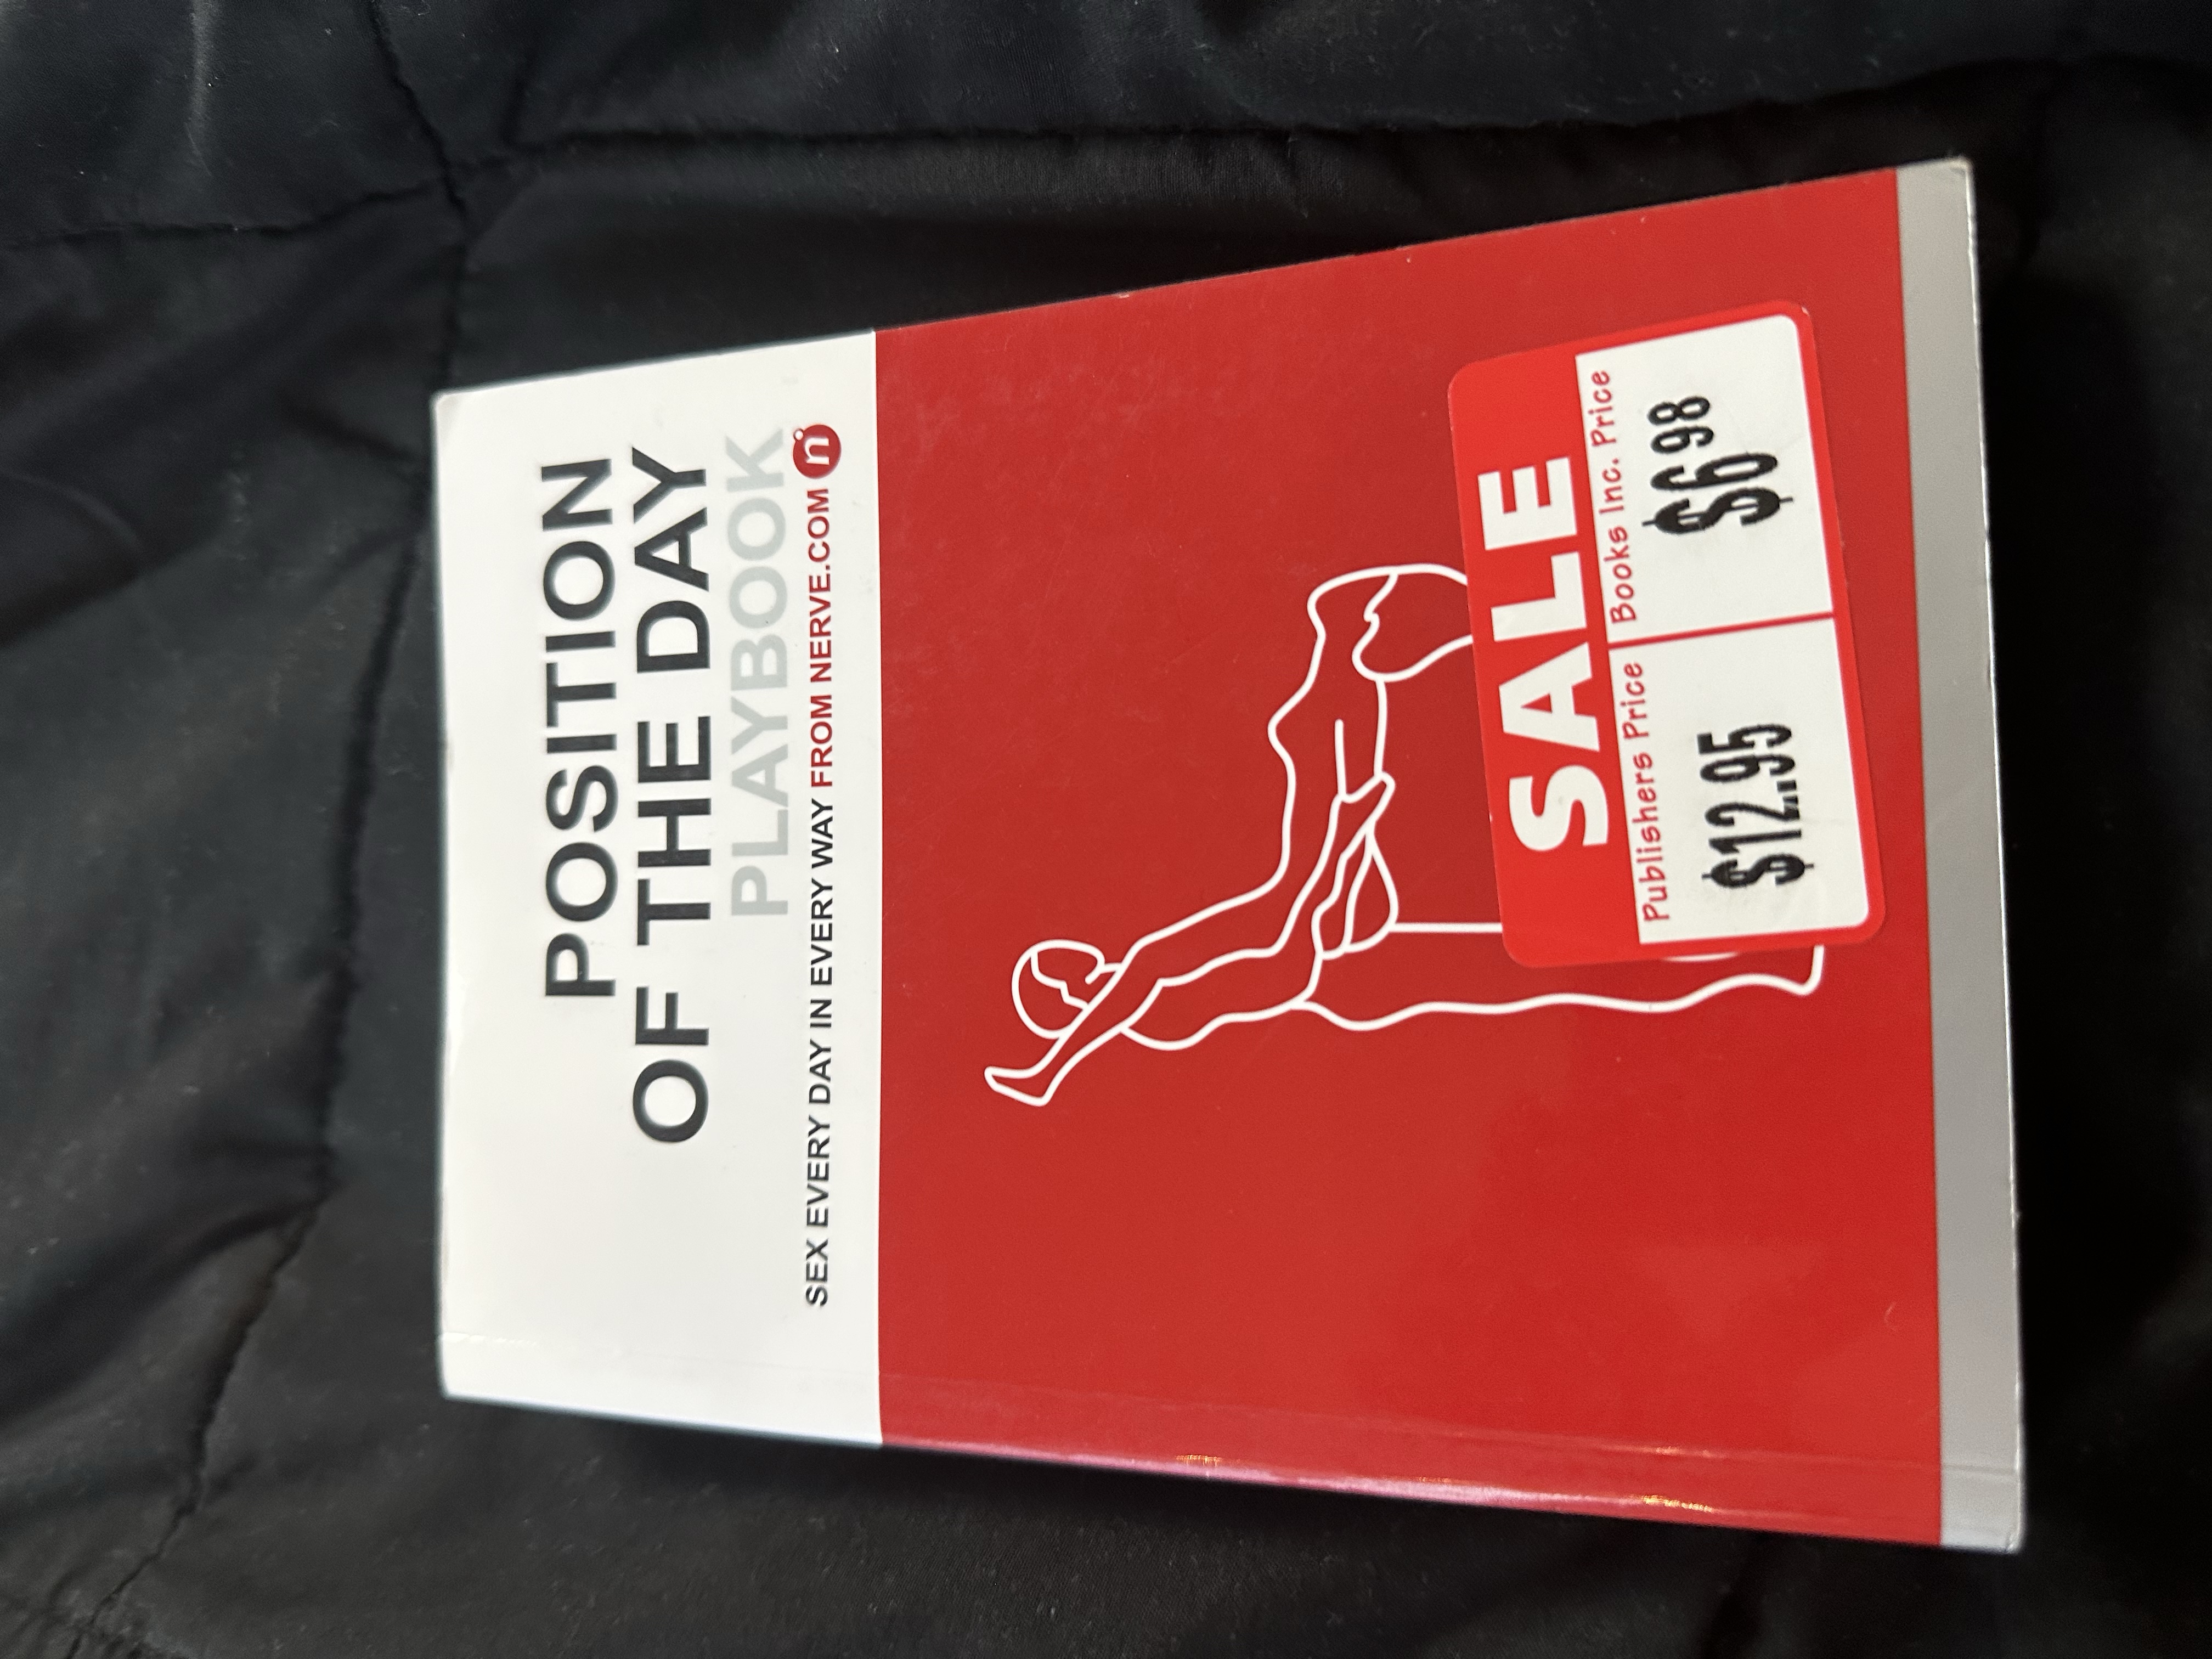 POSITION
OF THE DAY
PLAYBOOK
SEX EVERY DAY IN EVERY WAY FROM NERVE.COM n
SALE
Publishers Price Books Inc. Price
$12.95 $6 98